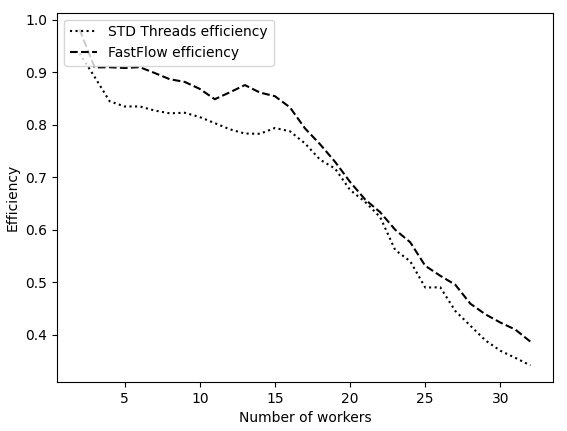 STD Threads efficiency
FastFlow efficiency
1.0
0.9
0.8
0.7
0.6
0.5
0.4
Efficiency
5 10 15 20 25 30
Number of workers